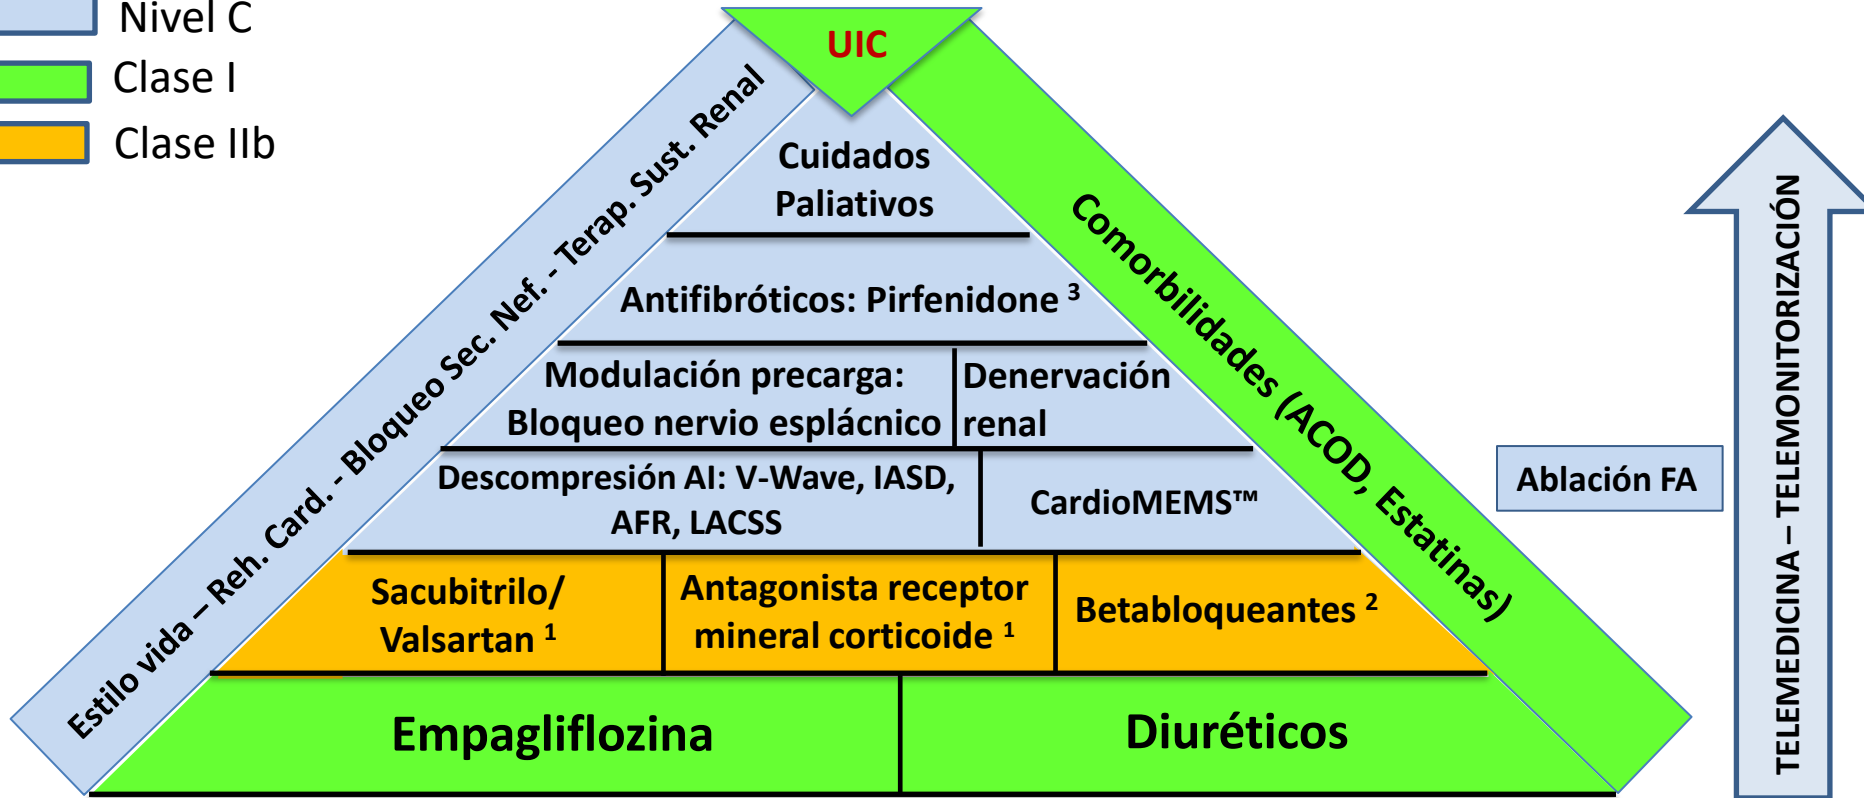 Nivel C
Clase I
Clase IIb
UIC
Estilo vida – Reh. Card. - Bloqueo Sec. Nef. - Terap. Sust. Renal
Comorbilidades (ACOD, Estatinas)
Cuidados
Paliativos
Antifibróticos: Pirfenidone ³
Modulación precarga:
Bloqueo nervio esplácnico
Denervación
renal
Descompresión AI: V-Wave, IASD,
AFR, LACSS
CardioMEMS™
Sacubitrilo/
Valsartan ¹
Antagonista receptor
mineral corticoide ¹
Betabloqueantes ²
Empagliflozina
Diuréticos
Ablación FA
TELEMEDICINA – TELEMONITORIZACIÓN